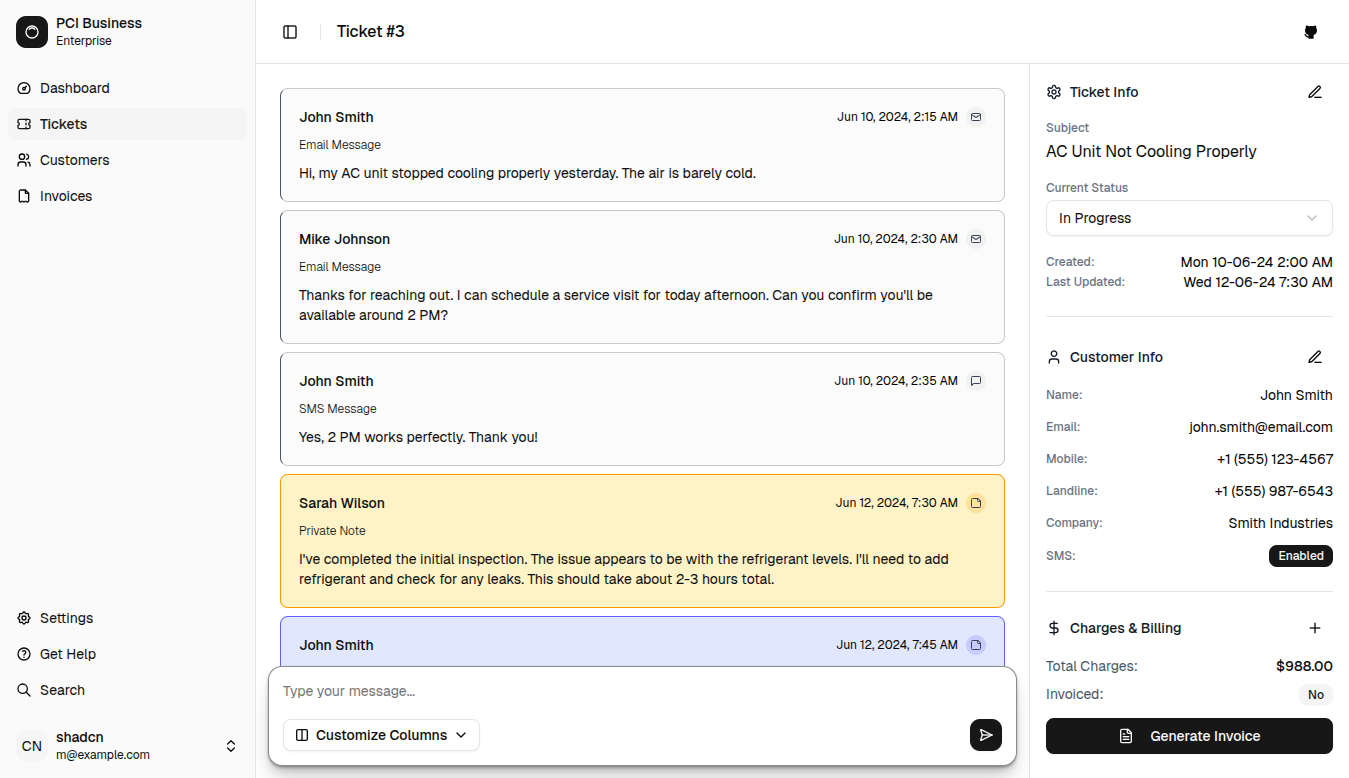 PCI Business
Enterprise
Dashboard
Tickets
Customers
Invoices
Settings
Get Help
Search
CN
shadcn
m@example.com
Ticket #3
John Smith
Jun 10, 2024, 2:15 AM
Email Message
Hi, my AC unit stopped cooling properly yesterday. The air is barely cold.
Mike Johnson
Jun 10, 2024, 2:30 AM
Email Message
Thanks for reaching out. I can schedule a service visit for today afternoon. Can you confirm you'll be
available around 2 PM?
John Smith
Jun 10, 2024, 2:35 AM
SMS Message
Yes, 2 PM works perfectly. Thank you!
Sarah Wilson
Jun 12, 2024, 7:30 AM
Private Note
I've completed the initial inspection. The issue appears to be with the refrigerant levels. I'll need to add
refrigerant and check for any leaks. This should take about 2-3 hours total.
John Smith
Jun 12, 2024, 7:45 AM
Type your message...
Customize Columns
Ticket Info
Subject
AC Unit Not Cooling Properly
Current Status
In Progress
Created: Mon 10-06-24 2:00 AM
Last Updated: Wed 12-06-24 7:30 AM
Customer Info
Name: John Smith
Email: john.smith@email.com
Mobile: +1 (555) 123-4567
Landline: +1 (555) 987-6543
Company: Smith Industries
SMS: Enabled
Charges & Billing
Total Charges: $988.00
Invoiced: No
Generate Invoice